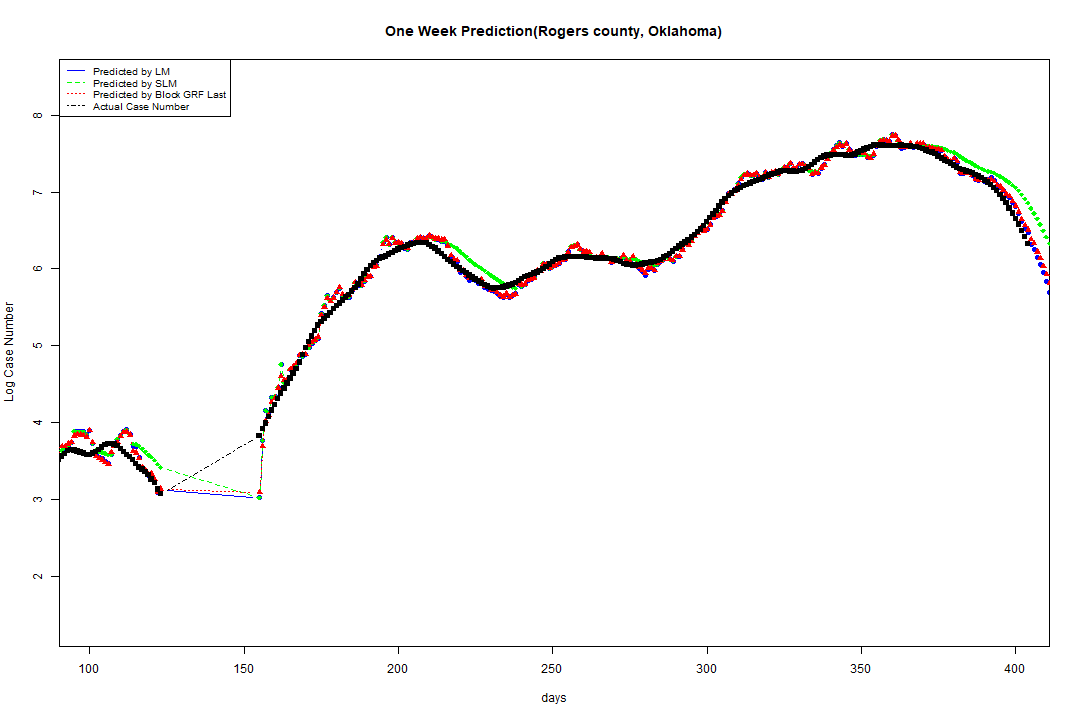 One Week Prediction(Rogers county, Oklahoma)
Predicted by LM
Predicted by SLM
Predicted by Block GRF Last
Actual Case Number
8
7
6
5
4
3
2
Log Case Number
100 150 200 250 300 350 400
days